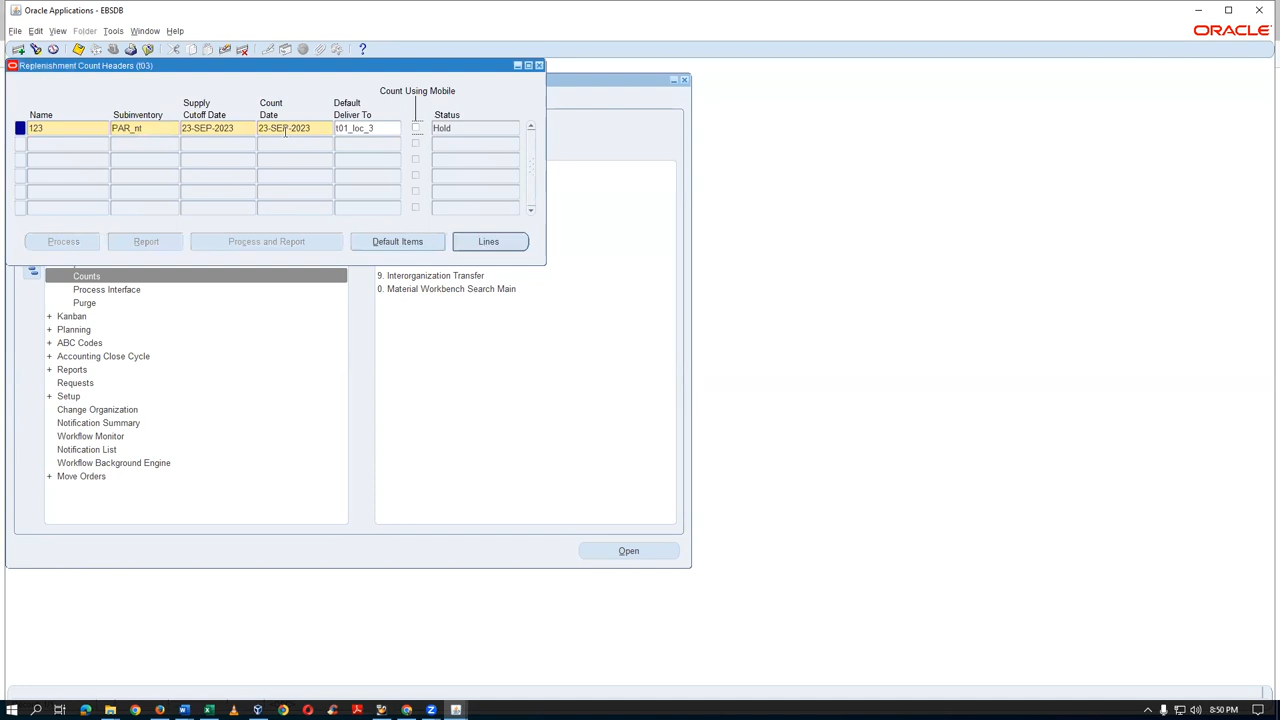 Oracle Applications - EBSDB
File Edit View Folder Tools Window Help
ORACLE
Replenishment Count Headers (t03)
Count Using Mobile
Supply Count Default
Name Subinventory Cutoff Date Date Deliver To Status
123 PAR_nt 23-SEP-2023 23-SEP-2023 t01_loc_3 Hold
Process Report Process and Report Default Items Lines
Counts
Process Interface
Purge
+ Kanban
+ Planning
+ ABC Codes
+ Accounting Close Cycle
+ Reports
Requests
+ Setup
Change Organization
Notification Summary
Workflow Monitor
Notification List
Workflow Background Engine
+ Move Orders
9. Interorganization Transfer
0. Material Workbench Search Main
Open
8:50 PM